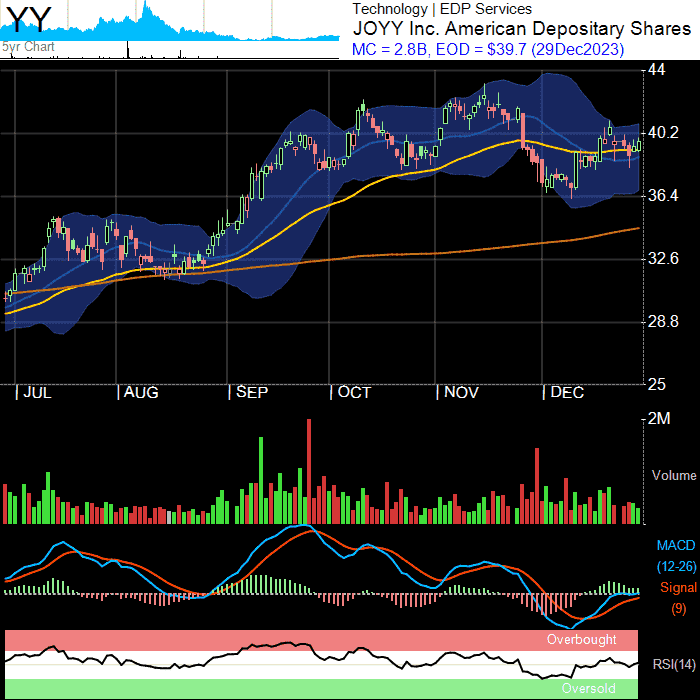 YY
5yr Chart
Technology | EDP Services
JOYY Inc. American Depositary Shares
MC = 2.8B, EOD = $39.7 (29Dec2023)
44
40.2
36.4
32.6
28.8
25
JUL
AUG
SEP
OCT
NOV
DEC
2M
Volume
MACD
(12-26)
Signal
(9)
Overbought
RSI(14)
Oversold